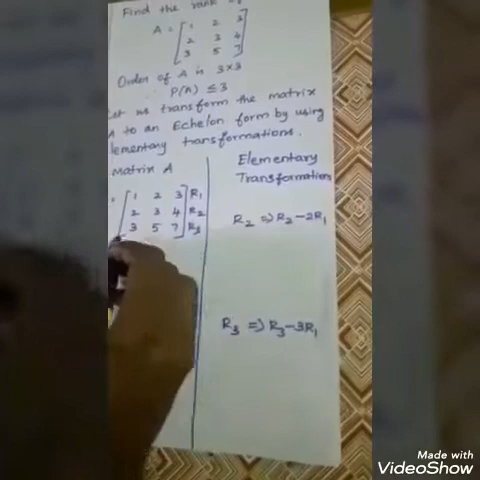 Find the rank
A = [ 1 2 3
2 3 4
3 5 7 ]
Order of A is 3×3
∴ P(A) ≤ 3
Let us transform the matrix
A to an Echelon form by using
elementary transformations.
Matrix A
Elementary
Transformation
[ 1 2 3 ] R₁
2 3 4 R₂
3 5 7 R₃
R₂ ⇒ R₂ - 2R₁
R₃ ⇒ R₃ - 3R₁
Made with
VideoShow